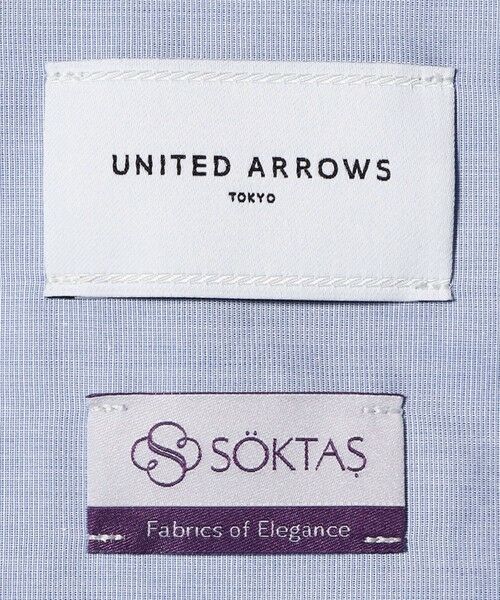 UNITED ARROWS
TOKYO
SÖKTAŞ
Fabrics of Elegance